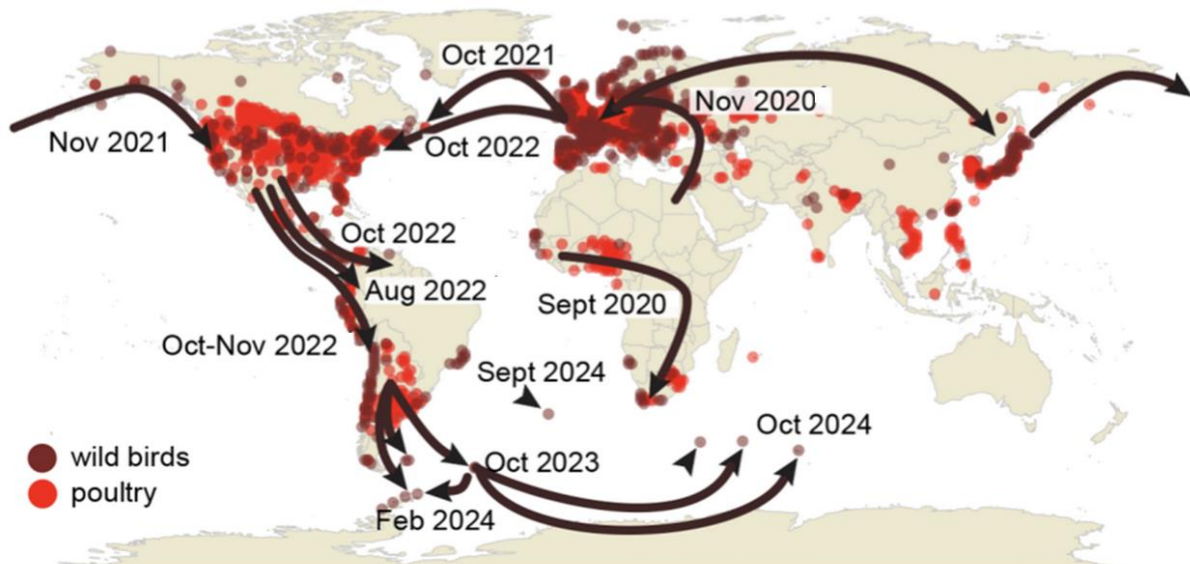 Oct 2021
Nov 2020
Nov 2021
Oct 2022
Oct 2022
Aug 2022
Sept 2020
Oct-Nov 2022
Sept 2024
Oct 2024
wild birds
Oct 2023
poultry
Feb 2024